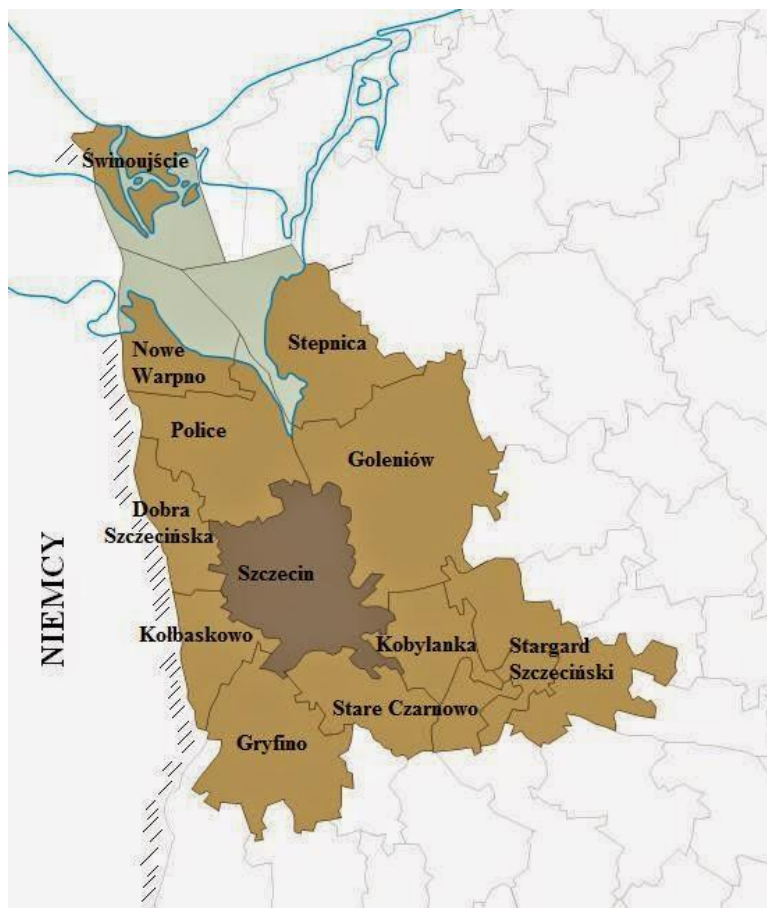 Świnoujście
Nowe
Warpno
Stepnica
Police
Goleniów
Dobra
Szczecińska
Szczecin
NIEMCY
Kołbaskowo
Kobylanka
Stargard
Szczeciński
Stare Czarnowo
Gryfino